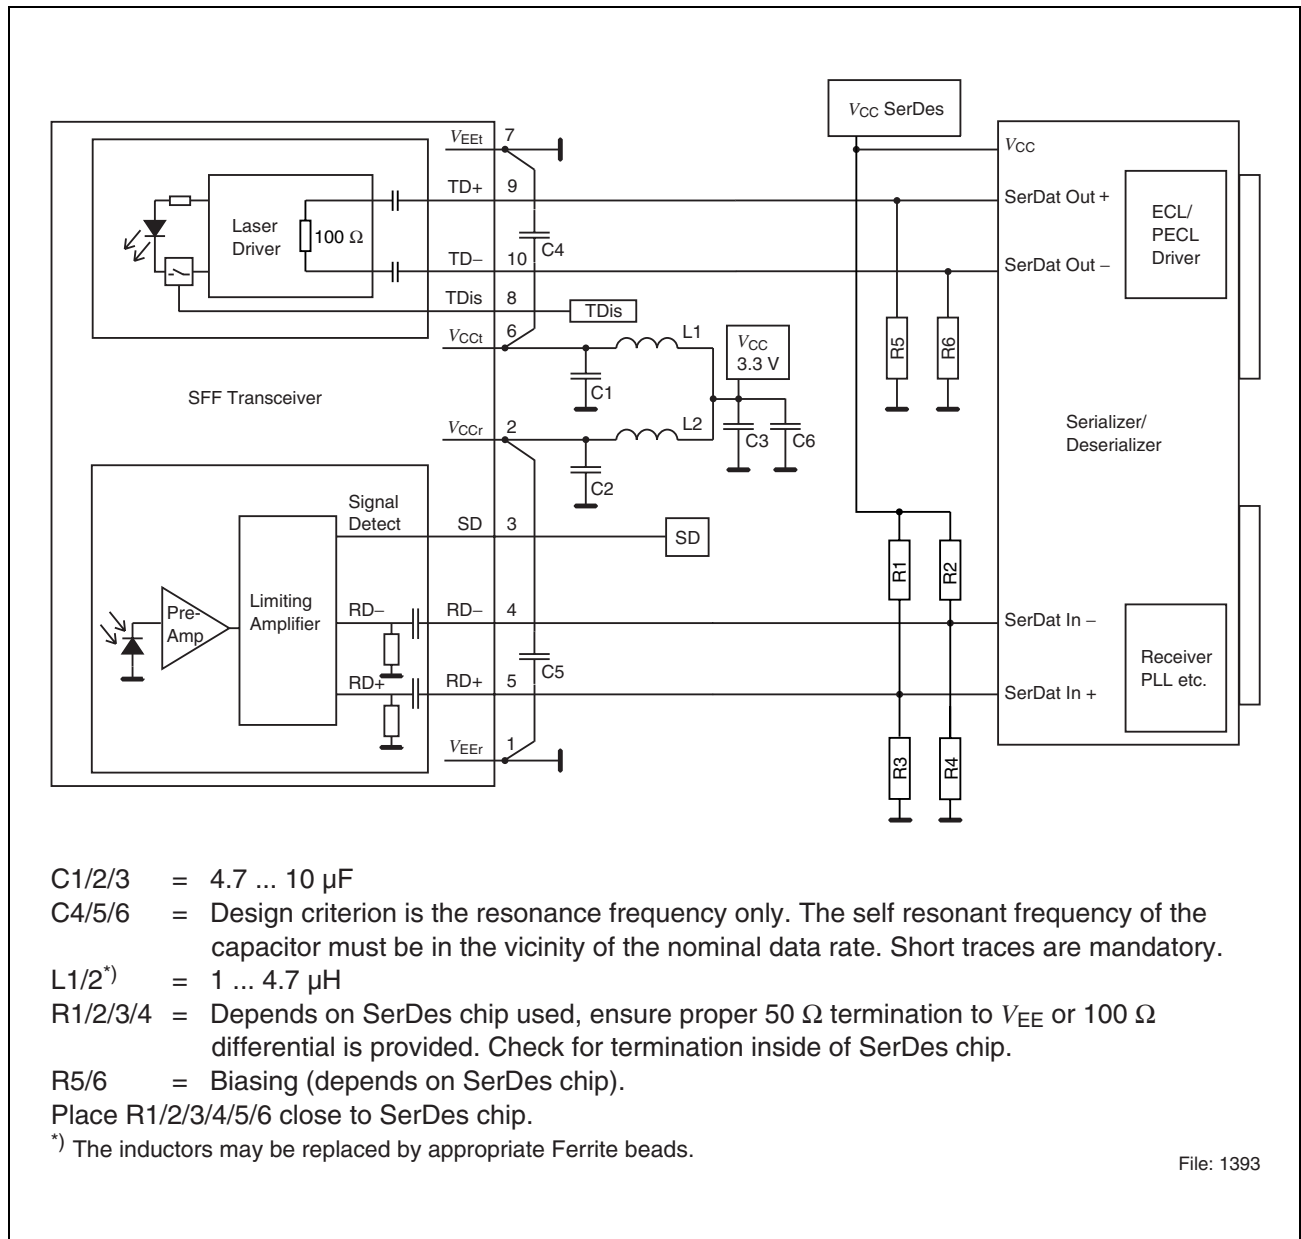 VCC SerDes
VEEt 7
VCC
TD+ 9
SerDat Out +
ECL/
PECL
Driver
Laser
Driver
100 Ω
C4
TD− 10
SerDat Out −
TDis 8
TDis
VCCt 6
L1
VCC
3.3 V
R5
R6
C1
SFF Transceiver
VCCr 2
L2
C3
C6
Serializer/
Deserializer
C2
Signal
Detect
SD 3
SD
R1
R2
Pre-
Amp
Limiting
Amplifier
RD−
RD− 4
SerDat In −
Receiver
PLL etc.
C5
RD+
RD+ 5
SerDat In +
VEEr 1
R3
R4
C1/2/3 = 4.7 ... 10 µF
C4/5/6 = Design criterion is the resonance frequency only. The self resonant frequency of the
capacitor must be in the vicinity of the nominal data rate. Short traces are mandatory.
L1/2*) = 1 ... 4.7 µH
R1/2/3/4 = Depends on SerDes chip used, ensure proper 50 Ω termination to VEE or 100 Ω
differential is provided. Check for termination inside of SerDes chip.
R5/6 = Biasing (depends on SerDes chip).
Place R1/2/3/4/5/6 close to SerDes chip.
*) The inductors may be replaced by appropriate Ferrite beads.
File: 1393